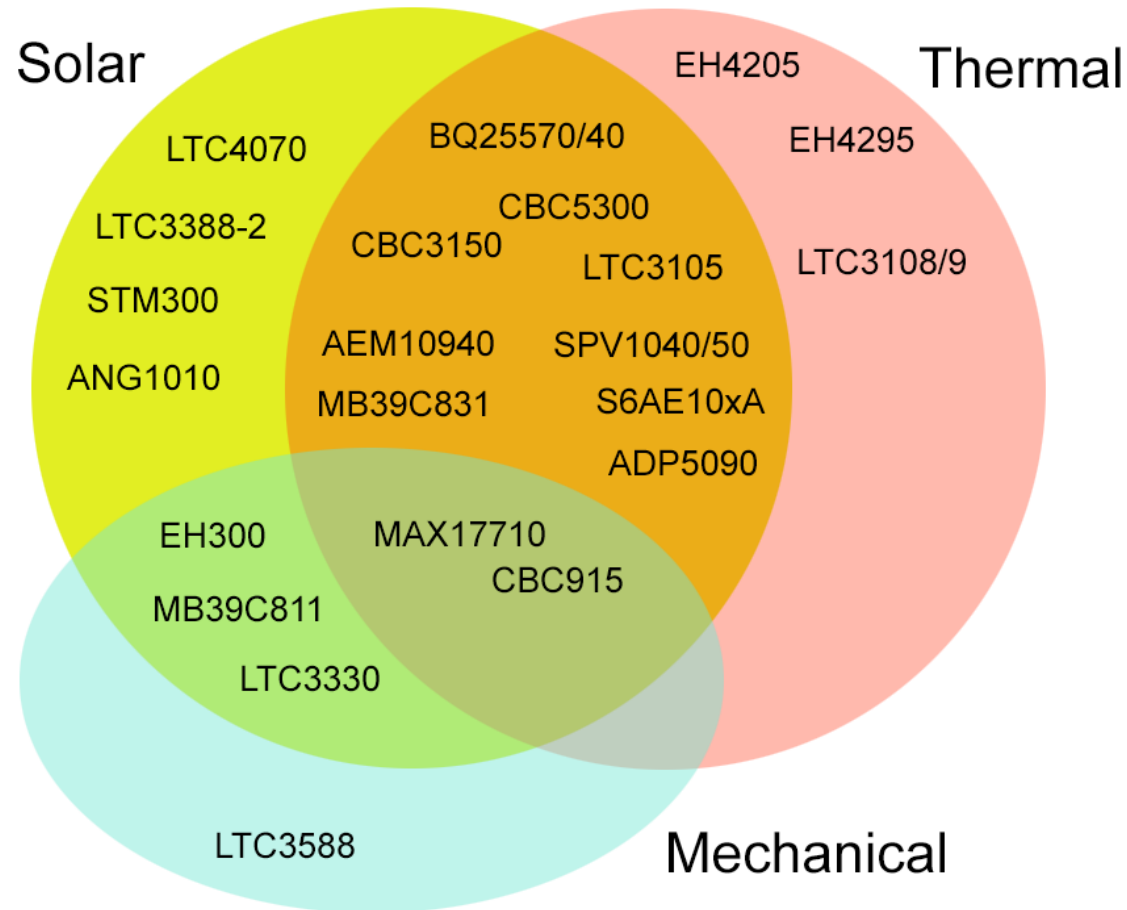 Solar
Thermal
EH4205
BQ25570/40
EH4295
LTC4070
CBC5300
LTC3388-2
CBC3150
LTC3105
LTC3108/9
STM300
AEM10940
SPV1040/50
ANG1010
MB39C831
S6AE10xA
ADP5090
EH300
MAX17710
CBC915
MB39C811
LTC3330
LTC3588
Mechanical